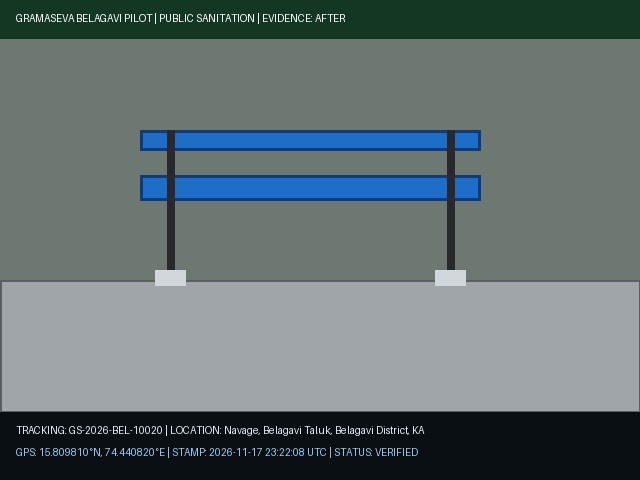 GRAMASEVA BELAGAVI PILOT | PUBLIC SANITATION | EVIDENCE: AFTER
TRACKING: GS-2026-BEL-10020 | LOCATION: Navage, Belagavi Taluk, Belagavi District, KA
GPS: 15.809810°N, 74.440820°E | STAMP: 2026-11-17 23:22:08 UTC | STATUS: VERIFIED